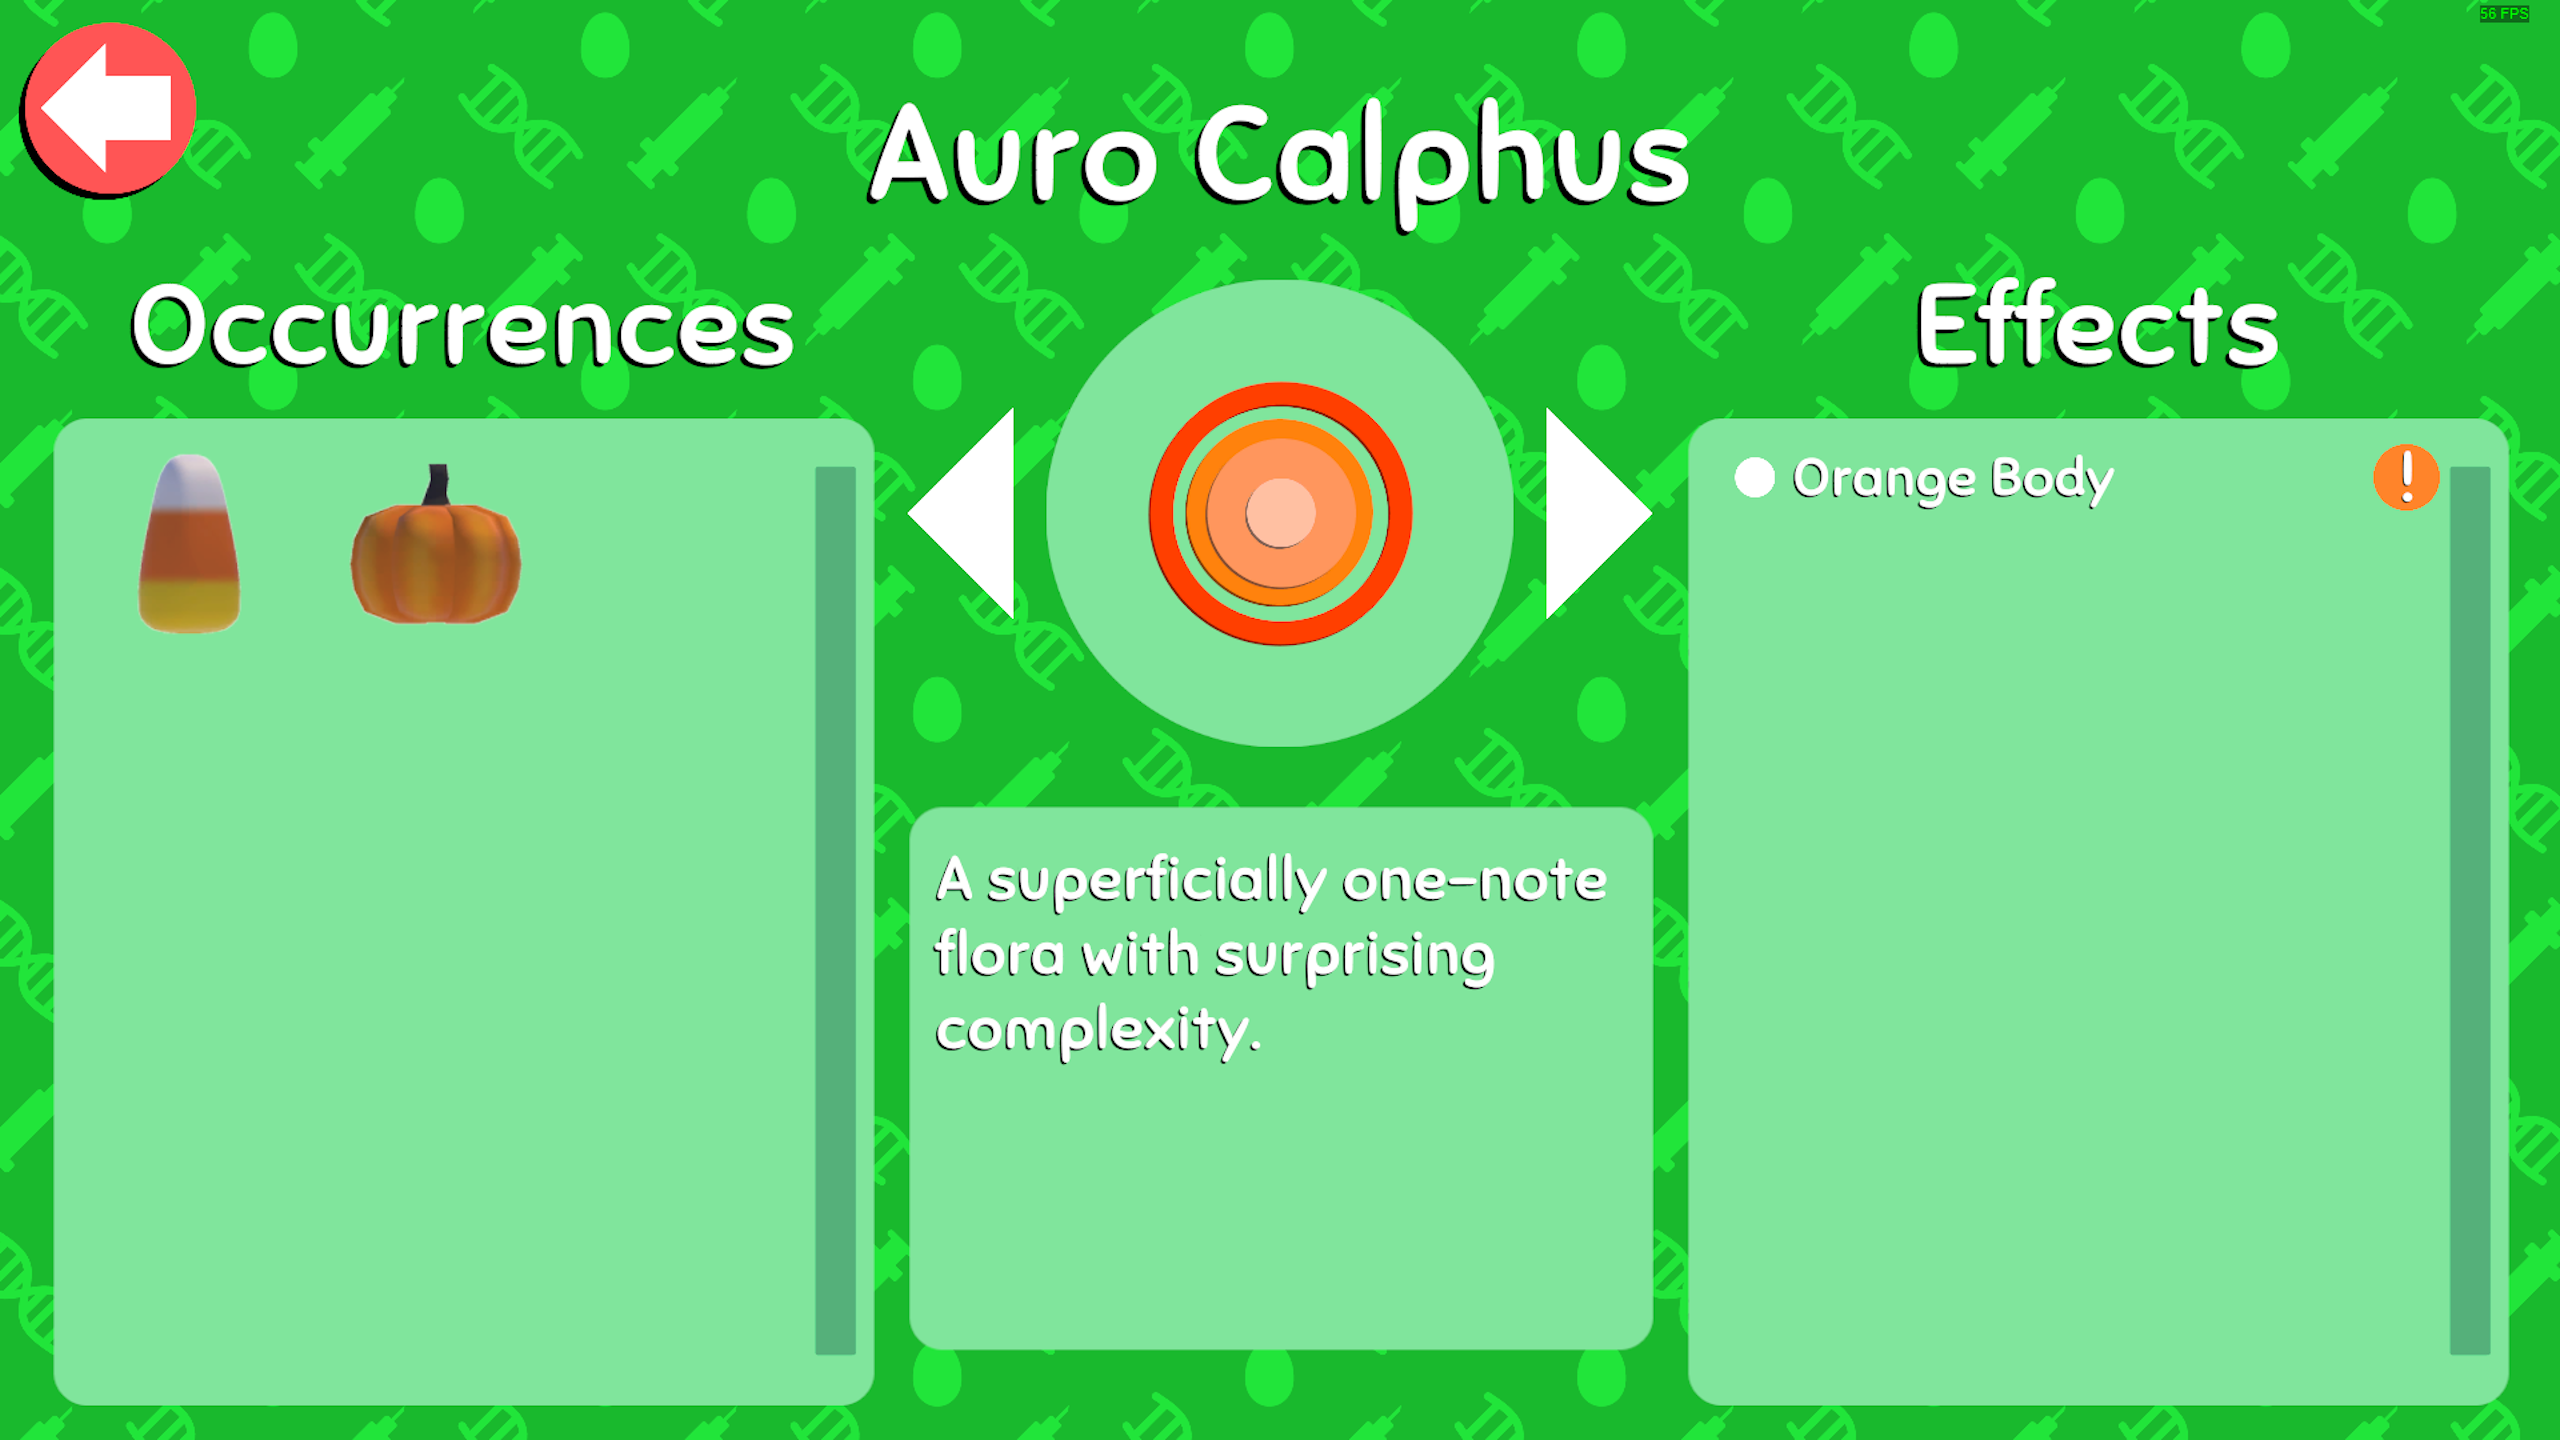 56 FPS
Auro Calphus
Occurrences
Effects
Orange Body
!
A superficially one-note
flora with surprising
complexity.